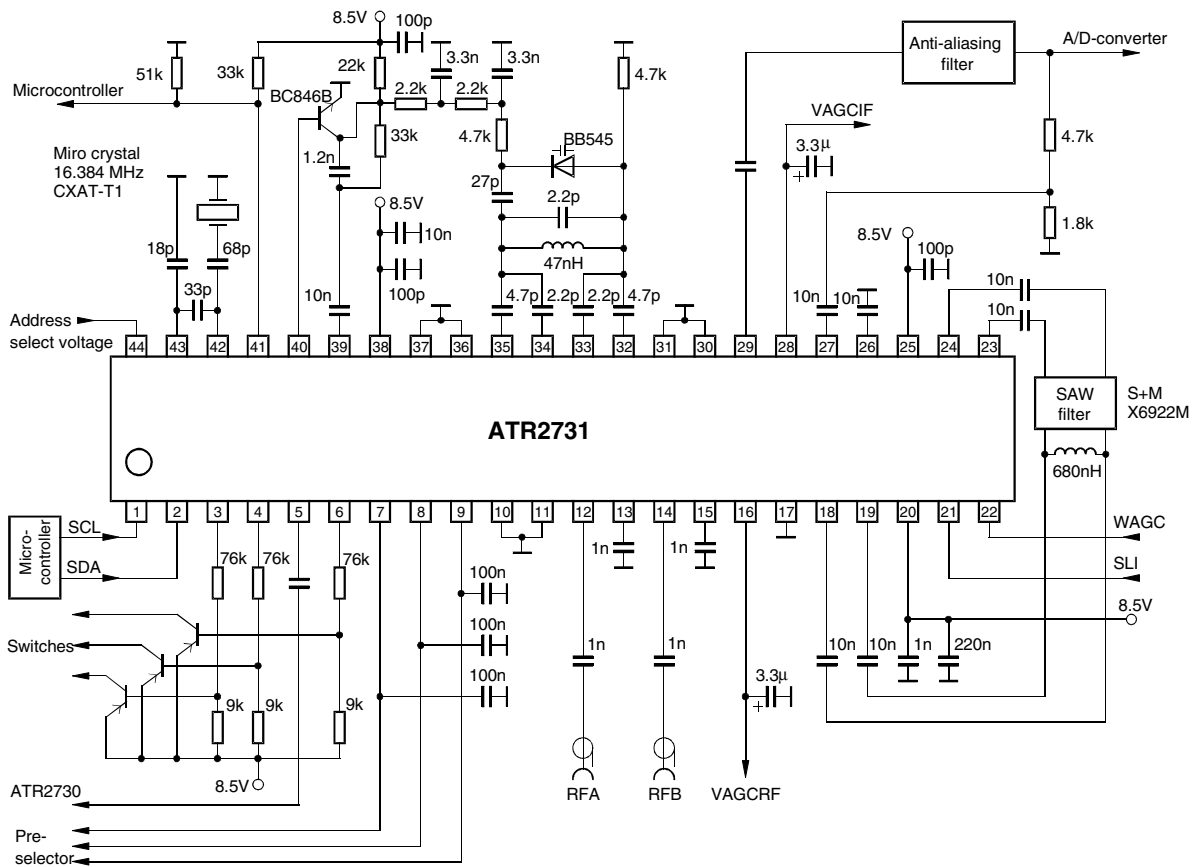 8.5V
100p
51k
33k
22k
3.3n
3.3n
4.7k
Anti-aliasing
filter
A/D-converter
Microcontroller
BC846B
2.2k
2.2k
33k
4.7k
BB545
VAGCIF
3.3µ
+
4.7k
Miro crystal
16.384 MHz
CXAT-T1
1.2n
27p
2.2p
8.5V
10n
1.8k
18p
68p
47nH
8.5V
100p
33p
10n
100p
4.7p
2.2p
2.2p
4.7p
10n
10n
10n
10n
Address
select voltage
44
43
42
41
40
39
38
37
36
35
34
33
32
31
30
29
28
27
26
25
24
23
SAW
filter
S+M
X6922M
ATR2731
680nH
1
2
3
4
5
6
7
8
9
10
11
12
13
14
15
16
17
18
19
20
21
22
Micro-
controller
SCL
SDA
WAGC
SLI
76k
76k
76k
1n
1n
100n
8.5V
Switches
100n
1n
1n
10n
10n
1n
220n
100n
3.3µ
+
9k
9k
9k
8.5V
ATR2730
RFA
RFB
VAGCRF
Pre-
selector